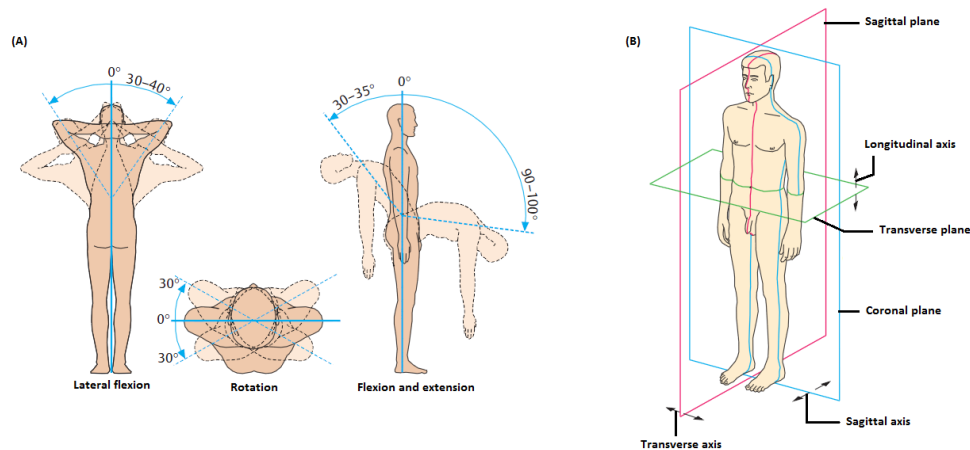 (A)
0°
30–40°
Lateral flexion
30°
0°
30°
Rotation
0°
30–35°
90–100°
Flexion and extension
(B)
Sagittal plane
Longitudinal axis
Transverse plane
Coronal plane
Sagittal axis
Transverse axis